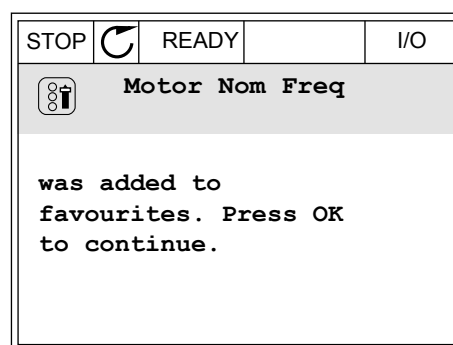 STOP READY I/O
Motor Nom Freq
was added to
favourites. Press OK
to continue.